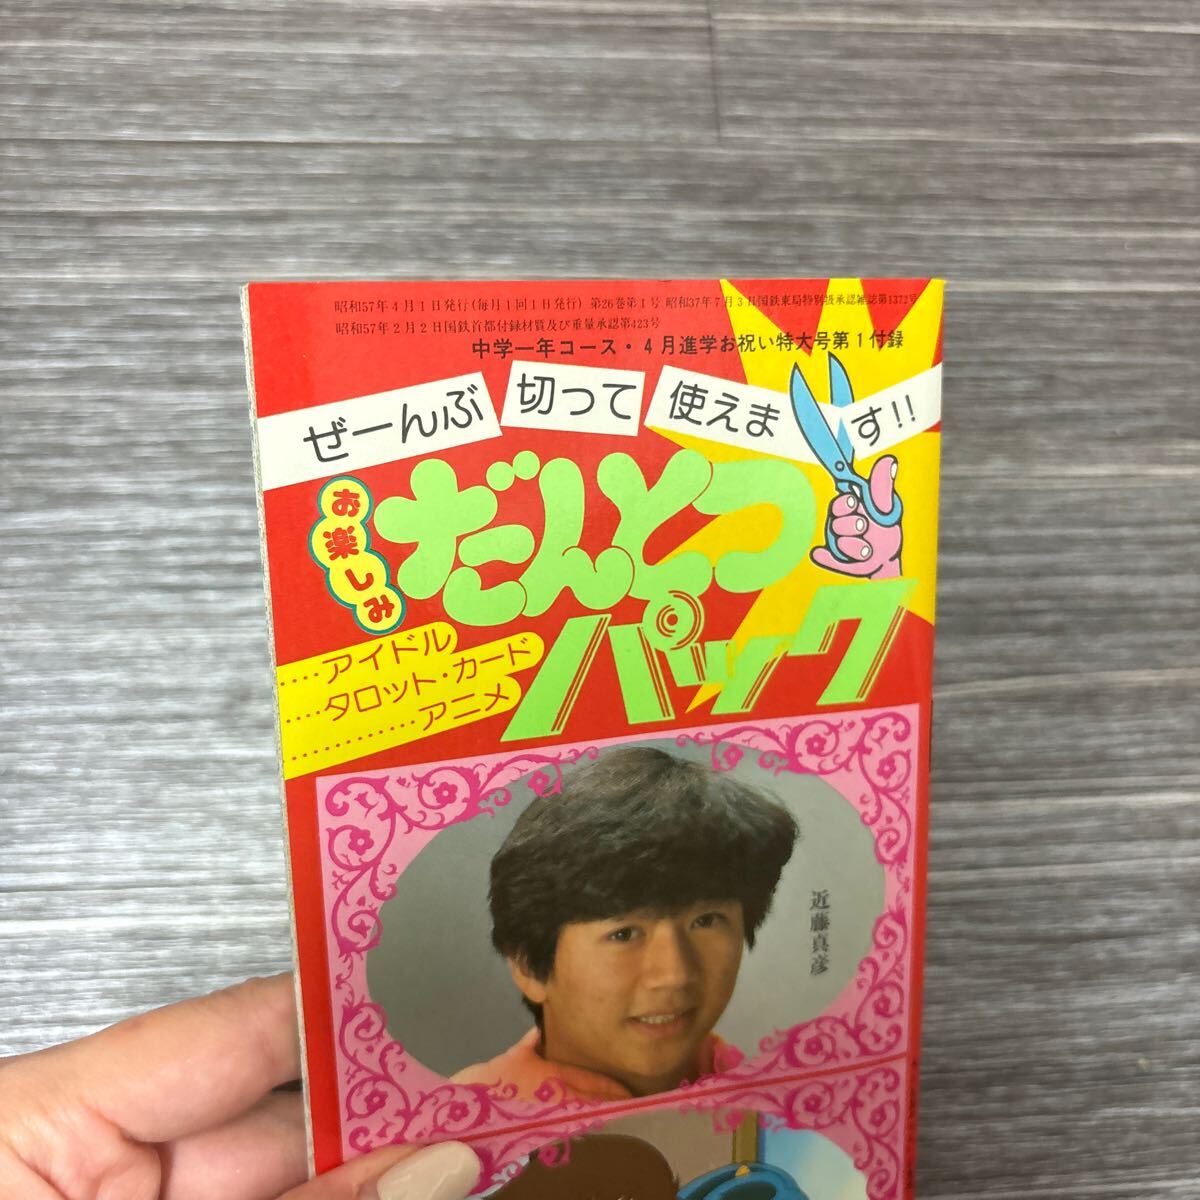 昭和57年4月1日発行(毎月1回1日発行) 第26巻第1号 昭和37年7月3日国鉄東局特別扱承認雑誌第1372号
昭和57年2月2日国鉄首都付録材質及び重量承認第423号
中学一年コース・4月進学お祝い特大号第1付録
ぜーんぶ 切って 使えます!!
お楽しみ
だんとつ
パック
‥‥アイドル
‥‥タロット・カード
‥‥‥‥‥‥アニメ
近藤真彦